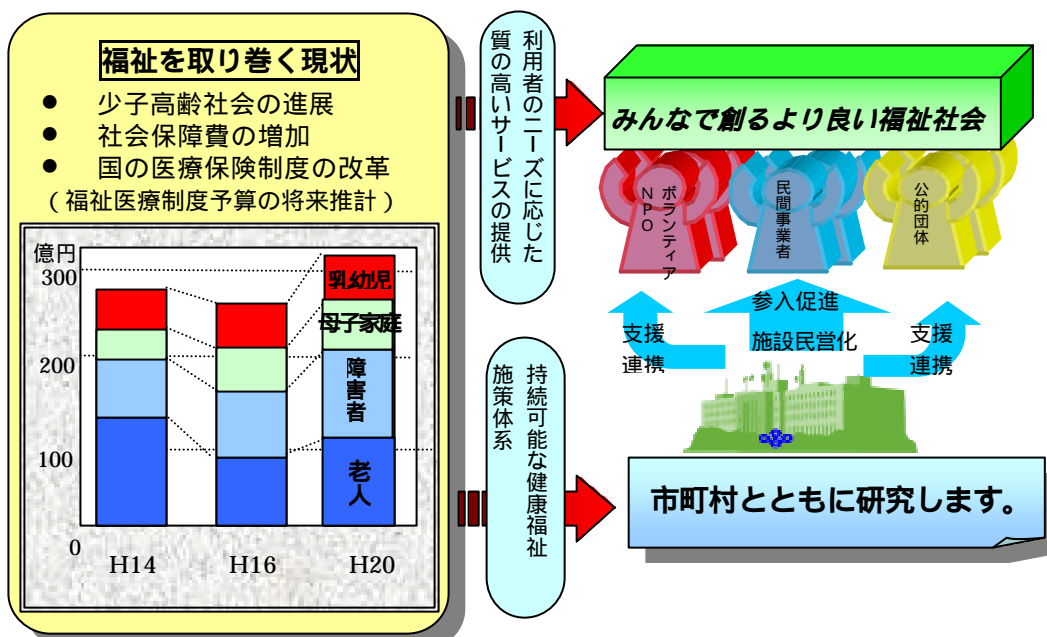 福祉を取り巻く現状
● 少子高齢社会の進展
● 社会保障費の増加
● 国の医療保険制度の改革
（福祉医療制度予算の将来推計）
億円
300
200
100
0
乳幼児
母子家庭
障害者
老人
H14
H16
H20
利用者のニーズに応じた
質の高いサービスの提供
持続可能な健康福祉
施策体系
みんなで創るより良い福祉社会
ボランティア
NPO
民間事業者
公的団体
参入促進
施設民営化
支援
連携
支援
連携
市町村とともに研究します。